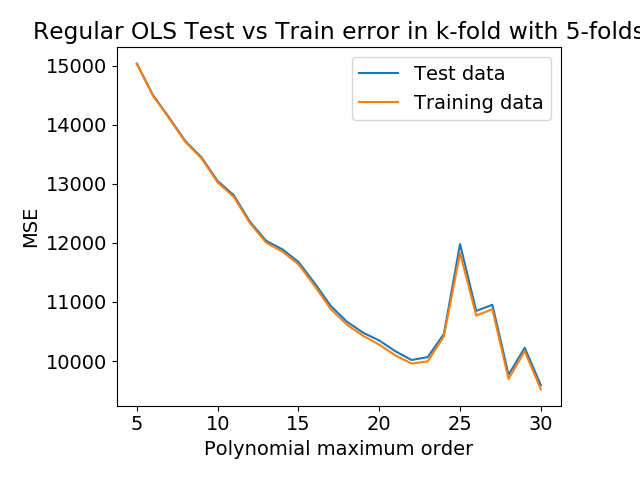 Regular OLS Test vs Train error in k-fold with 5-folds
15000
14000
13000
12000
11000
10000
MSE
Test data
Training data
5
10
15
20
25
30
Polynomial maximum order